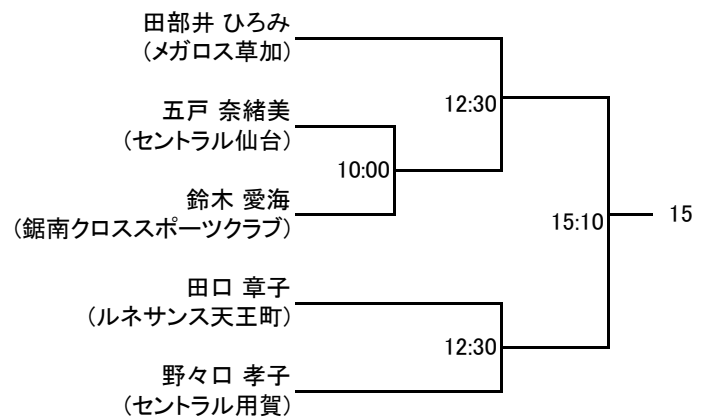 田部井 ひろみ
(メガロス草加)
12:30
五戸 奈緒美
(セントラル仙台)
10:00
鈴木 愛海
(鋸南クロススポーツクラブ)
15:10
15
田口 章子
(ルネサンス天王町)
12:30
野々口 孝子
(セントラル用賀)